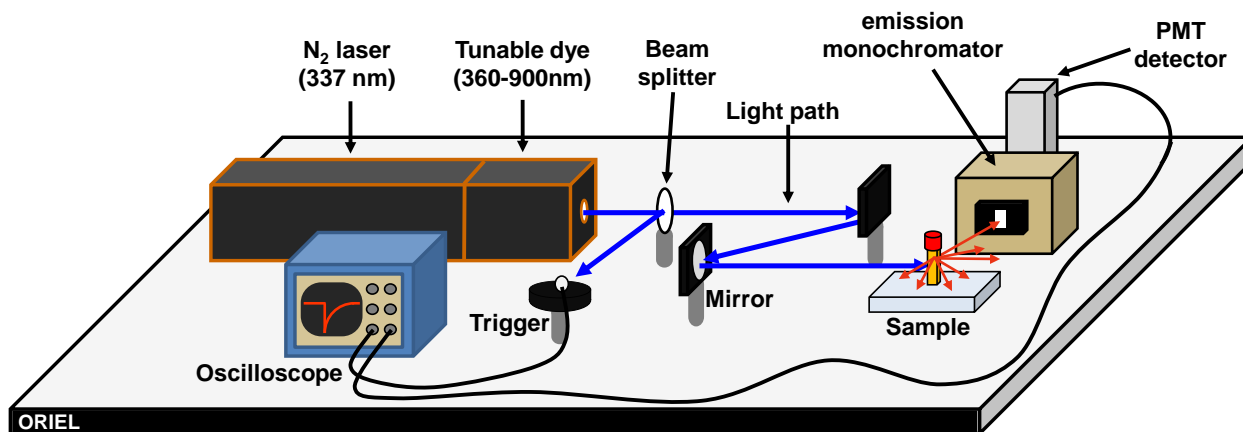 N₂ laser
(337 nm)
Tunable dye
(360-900nm)
Beam
splitter
Light path
emission
monochromator
PMT
detector
Mirror
Trigger
Sample
Oscilloscope
ORIEL